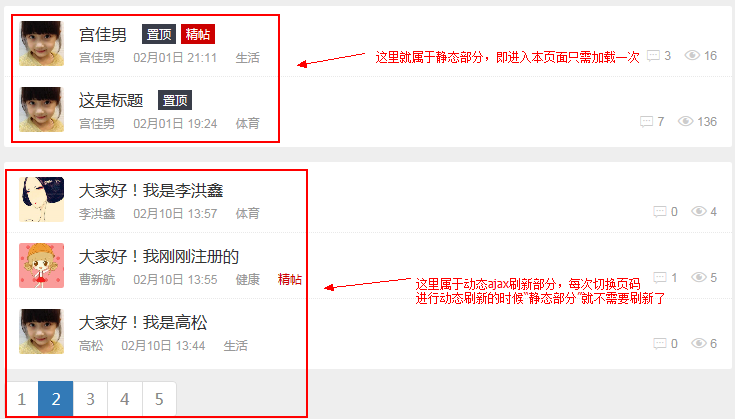 宫佳男 置顶 精帖
宫佳男 02月01日 21:11 生活
这里就属于静态部分，即进入本页面只需加载一次
3 16
这是标题 置顶
宫佳男 02月01日 19:24 体育
7 136
大家好！我是李洪鑫
李洪鑫 02月10日 13:57 体育
0 4
大家好！我刚刚注册的
曹新航 02月10日 13:55 健康 精帖
1 5
这里属于动态ajax刷新部分，每次切换页码
进行动态刷新的时候“静态部分”就不需要刷新了
大家好！我是高松
高松 02月10日 13:44 生活
0 6
1 2 3 4 5